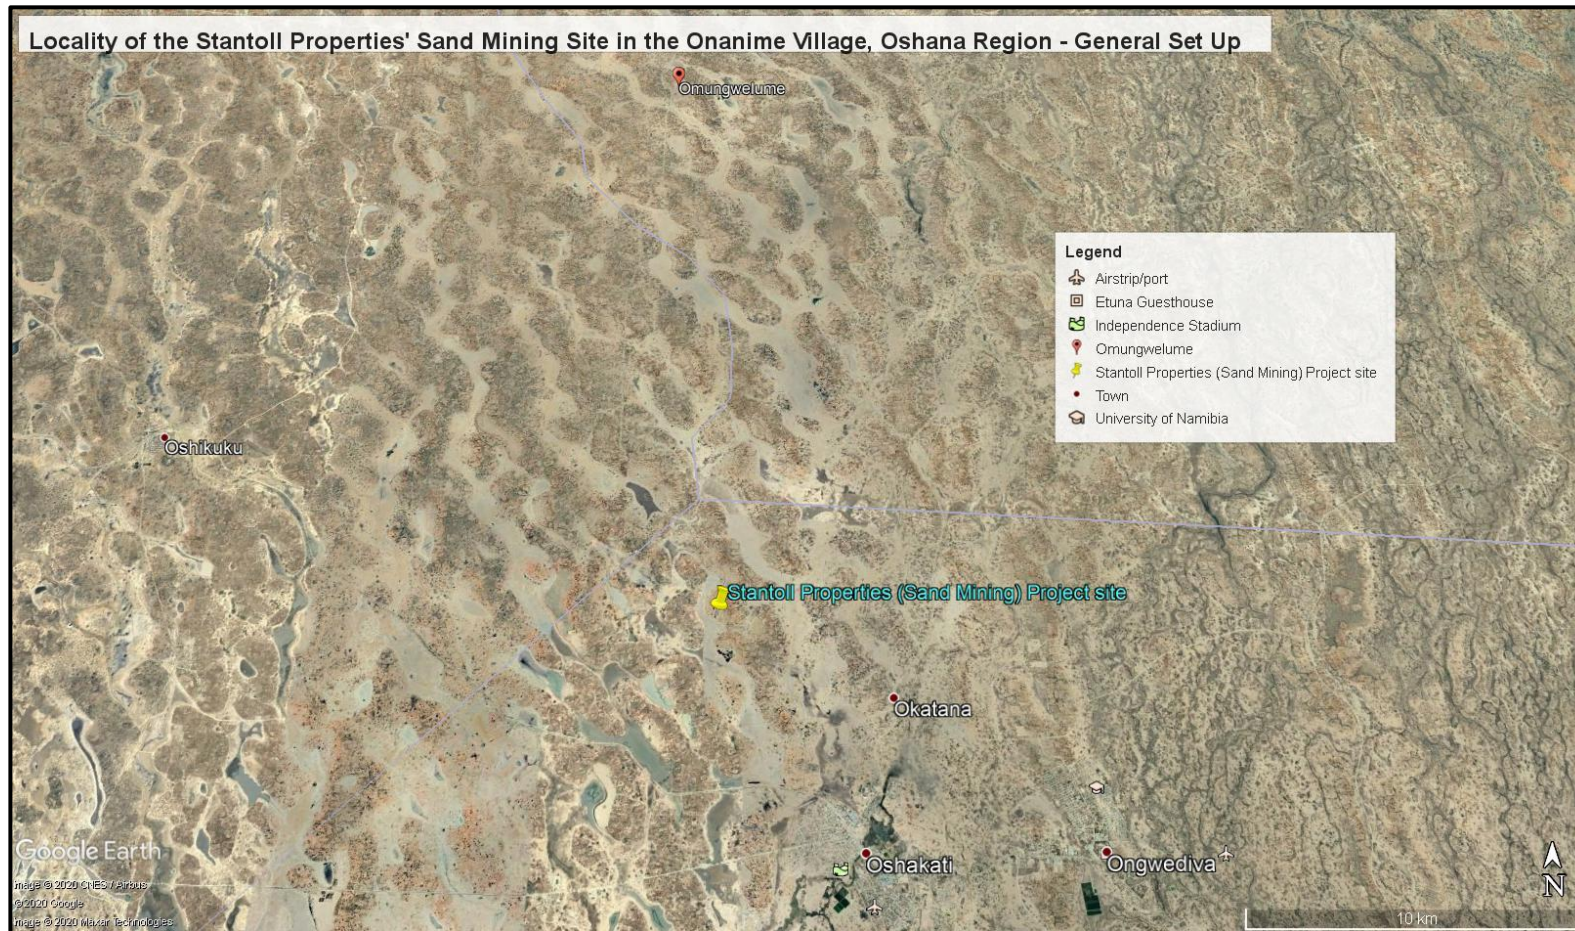 Locality of the Stantoll Properties' Sand Mining Site in the Onanime Village, Oshana Region - General Set Up
Omungwelume
Legend
Airstrip/port
Etuna Guesthouse
Independence Stadium
Omungwelume
Stantoll Properties (Sand Mining) Project site
Town
University of Namibia
Oshikuku
Stantoll Properties (Sand Mining) Project site
Okatana
Oshakati
Ongwediva
Google Earth
Image © 2020 CNES / Airbus
© 2020 Google
Image © 2020 Maxar Technologies
N
10 km